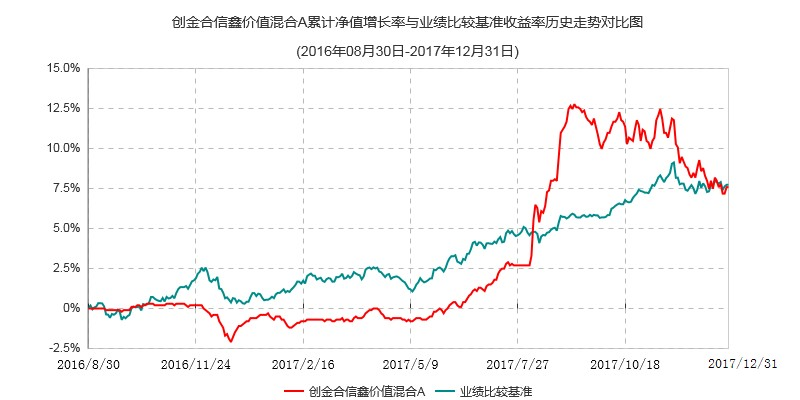 创金合信鑫价值混合A累计净值增长率与业绩比较基准收益率历史走势对比图
(2016年08月30日-2017年12月31日)
15.0%
12.5%
10.0%
7.5%
5.0%
2.5%
0%
-2.5%
2016/8/30 2016/11/24 2017/2/16 2017/5/9 2017/7/27 2017/10/18 2017/12/31
创金合信鑫价值混合A 业绩比较基准